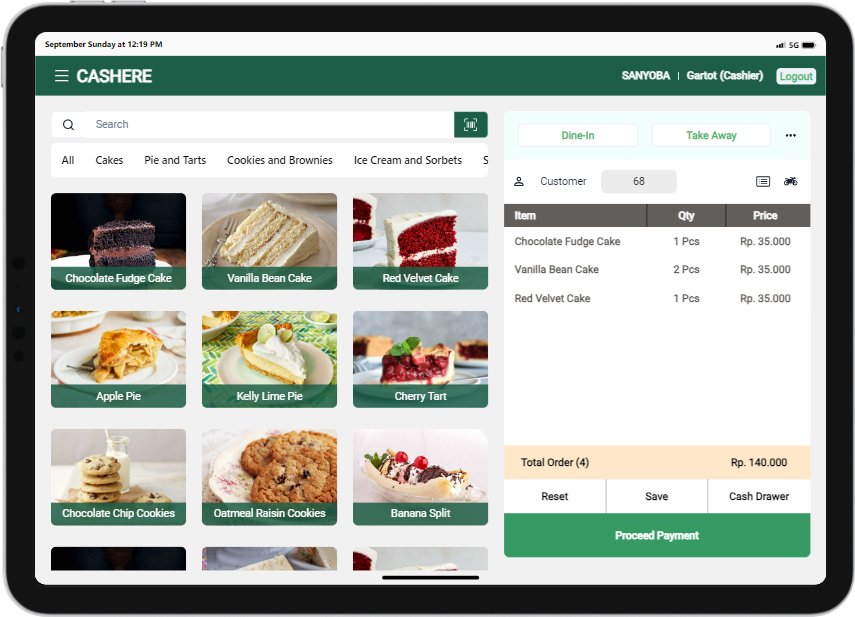 September Sunday at 12:19 PM
5G
CASHERE
SANYOBA | Gartot (Cashier) Logout
Search
All Cakes Pie and Tarts Cookies and Brownies Ice Cream and Sorbets S
Chocolate Fudge Cake Vanilla Bean Cake Red Velvet Cake
Apple Pie Kelly Lime Pie Cherry Tart
Chocolate Chip Cookies Oatmeal Raisin Cookies Banana Split
Dine-In Take Away
Customer 68
Item Qty Price
Chocolate Fudge Cake 1 Pcs Rp. 35.000
Vanilla Bean Cake 2 Pcs Rp. 35.000
Red Velvet Cake 1 Pcs Rp. 35.000
Total Order (4) Rp. 140.000
Reset Save Cash Drawer
Proceed Payment